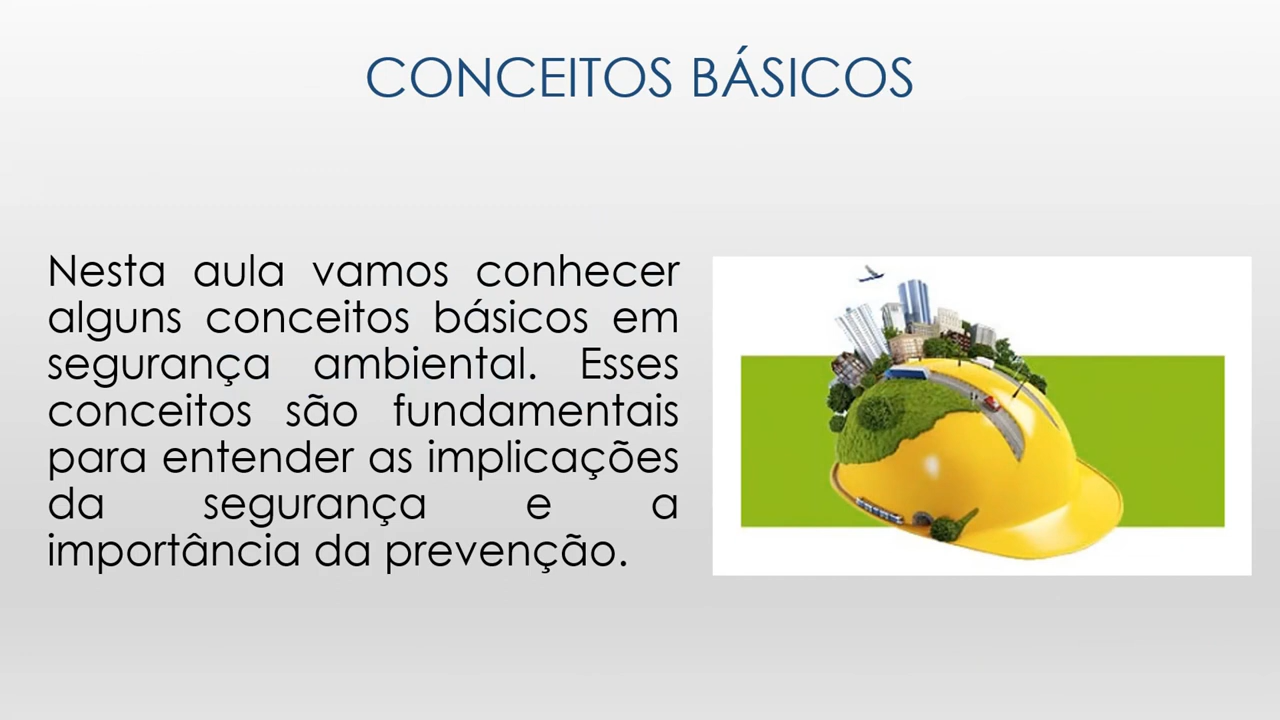 CONCEITOS BÁSICOS
Nesta aula vamos conhecer
alguns conceitos básicos em
segurança ambiental. Esses
conceitos são fundamentais
para entender as implicações
da segurança e a
importância da prevenção.